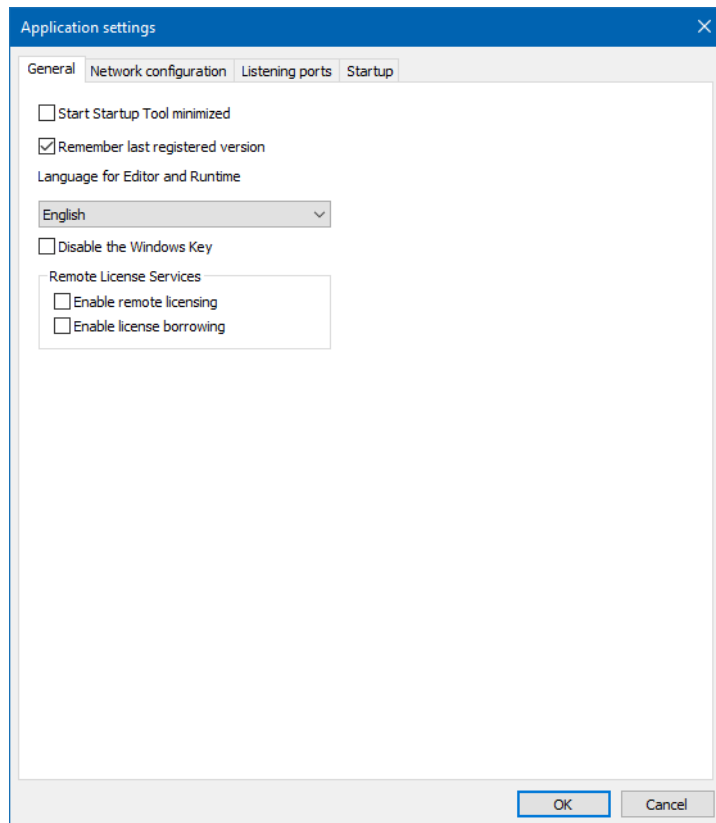 Application settings
General Network configuration Listening ports Startup
Start Startup Tool minimized
Remember last registered version
Language for Editor and Runtime
English
Disable the Windows Key
Remote License Services
Enable remote licensing
Enable license borrowing
OK Cancel